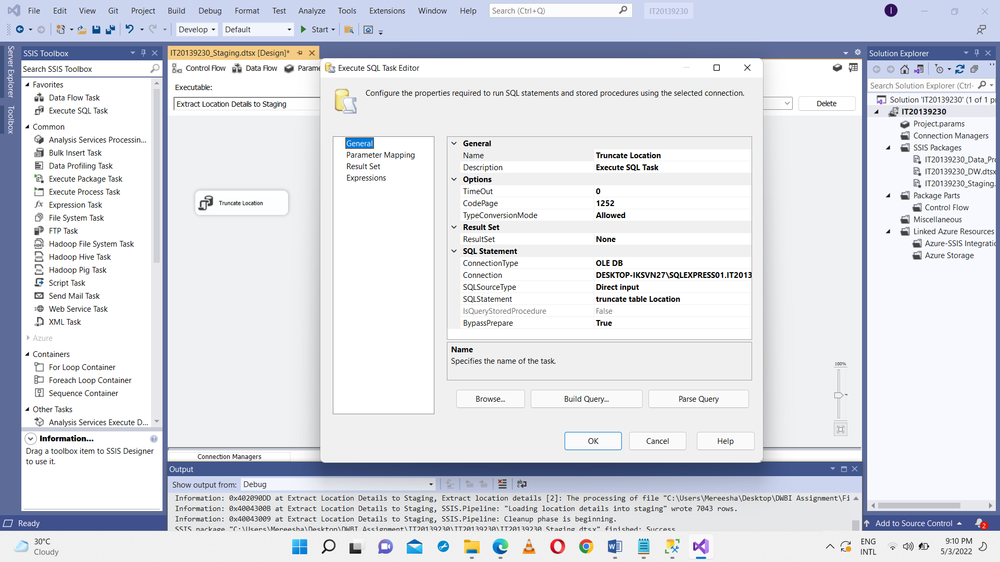 File Edit View Git Project Build Debug Format Test Analyze Tools Extensions Window Help Search (Ctrl+Q) IT20139230 I
Develop Default Start
Server Explorer
Toolbox
SSIS Toolbox
Search SSIS Toolbox
Favorites
Data Flow Task
Execute SQL Task
Common
Analysis Services Processin...
Bulk Insert Task
Data Profiling Task
Execute Package Task
Execute Process Task
Expression Task
File System Task
FTP Task
Hadoop File System Task
Hadoop Hive Task
Hadoop Pig Task
Script Task
Send Mail Task
Web Service Task
XML Task
Azure
Containers
For Loop Container
Foreach Loop Container
Sequence Container
Other Tasks
Analysis Services Execute D...
Information...
Drag a toolbox item to SSIS Designer
to use it.
IT20139230_Staging.dtsx [Design]*
Control Flow Data Flow Parame
Executable:
Extract Location Details to Staging
Delete
Truncate Location
100%
Connection Managers
Execute SQL Task Editor
Configure the properties required to run SQL statements and stored procedures using the selected connection.
General
Parameter Mapping
Result Set
Expressions
General
Name Truncate Location
Description Execute SQL Task
Options
TimeOut 0
CodePage 1252
TypeConversionMode Allowed
Result Set
ResultSet None
SQL Statement
ConnectionType OLE DB
Connection DESKTOP-IKSVN27\SQLEXPRESS01.IT2013
SQLSourceType Direct input
SQLStatement truncate table Location
IsQueryStoredProcedure False
BypassPrepare True
Name
Specifies the name of the task.
Browse... Build Query... Parse Query
OK Cancel Help
Output
Show output from: Debug
Information: 0x402090DD at Extract Location Details to Staging, Extract location details [2]: The processing of file "C:\Users\Mereesha\Desktop\DWBI Assignment\Fi
Information: 0x4004300B at Extract Location Details to Staging, SSIS.Pipeline: "Loading location details into staging" wrote 7043 rows.
Information: 0x40043009 at Extract Location Details to Staging, SSIS.Pipeline: Cleanup phase is beginning.
SSIS package "C:\Users\Mereesha\Desktop\DWBI Assignment\IT20139230\IT20139230\IT20139230_Staging.dtsx" finished: Success.
Solution Explorer
Search Solution Explorer (Ctrl-
Solution 'IT20139230' (1 of 1 p
IT20139230
Project.params
Connection Managers
SSIS Packages
IT20139230_Data_Pr
IT20139230_DW.dtsx
IT20139230_Staging.
Package Parts
Control Flow
Miscellaneous
Linked Azure Resources
Azure-SSIS Integratio
Azure Storage
Ready
Add to Source Control 2
30°C
Cloudy
ENG
INTL
9:10 PM
5/3/2022